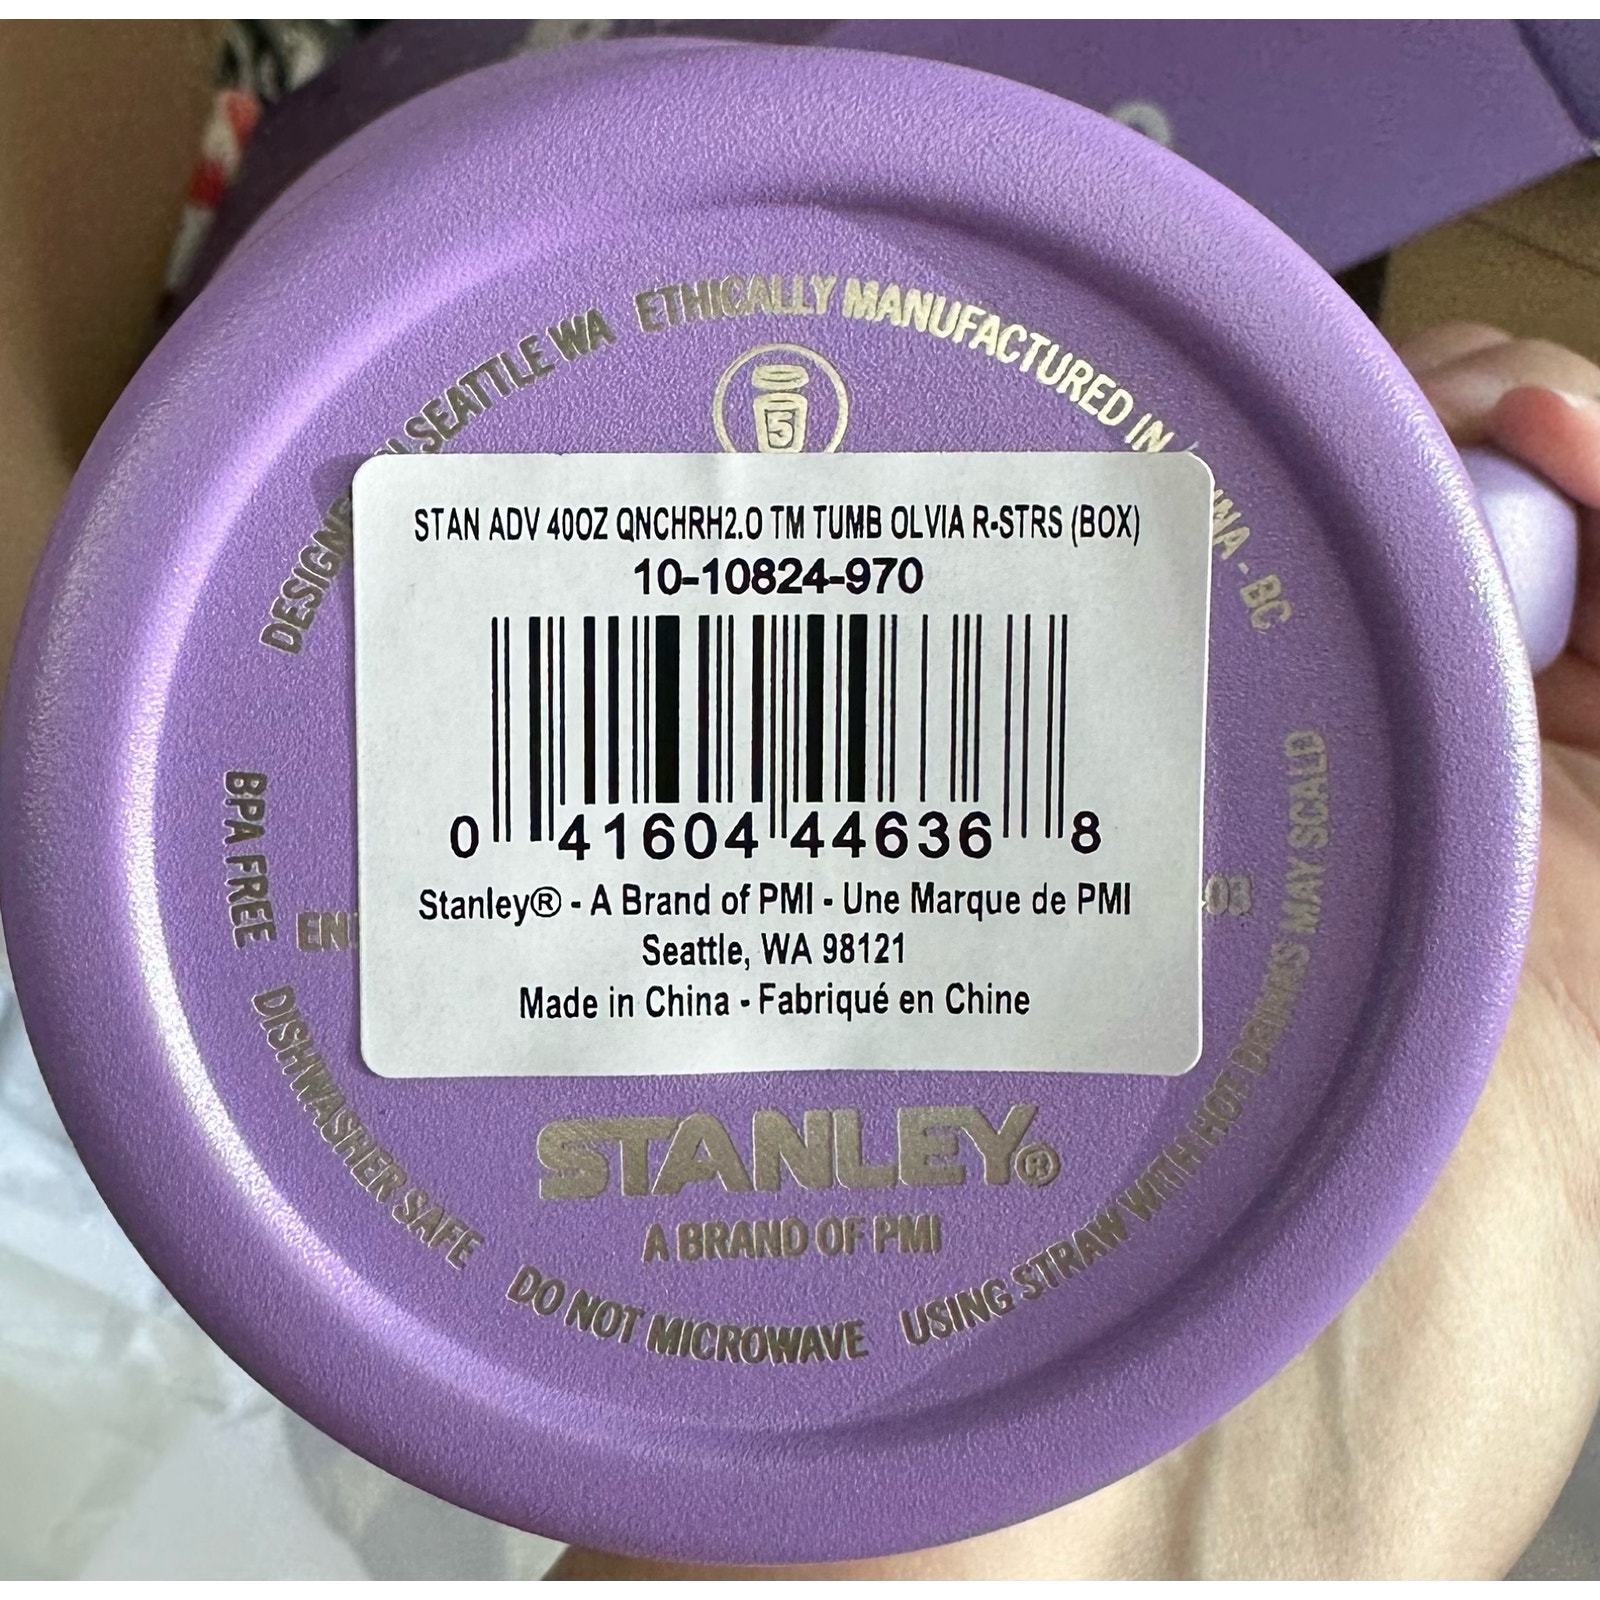 DESIGNE
SEATTLE WA
ETHICALLY MANUFACTURED IN
NA - BC
5
STAN ADV 40OZ QNCHRH2.O TM TUMB OLVIA R-STRS (BOX)
10-10824-970
0 41604 44636 8
Stanley® - A Brand of PMI - Une Marque de PMI
Seattle, WA 98121
Made in China - Fabriqué en Chine
03
BPA FREE
DISHWASHER SAFE
DO NOT MICROWAVE
USING STRAW WITH HOT DRINKS MAY SCALD
STANLEY®
A BRAND OF PMI